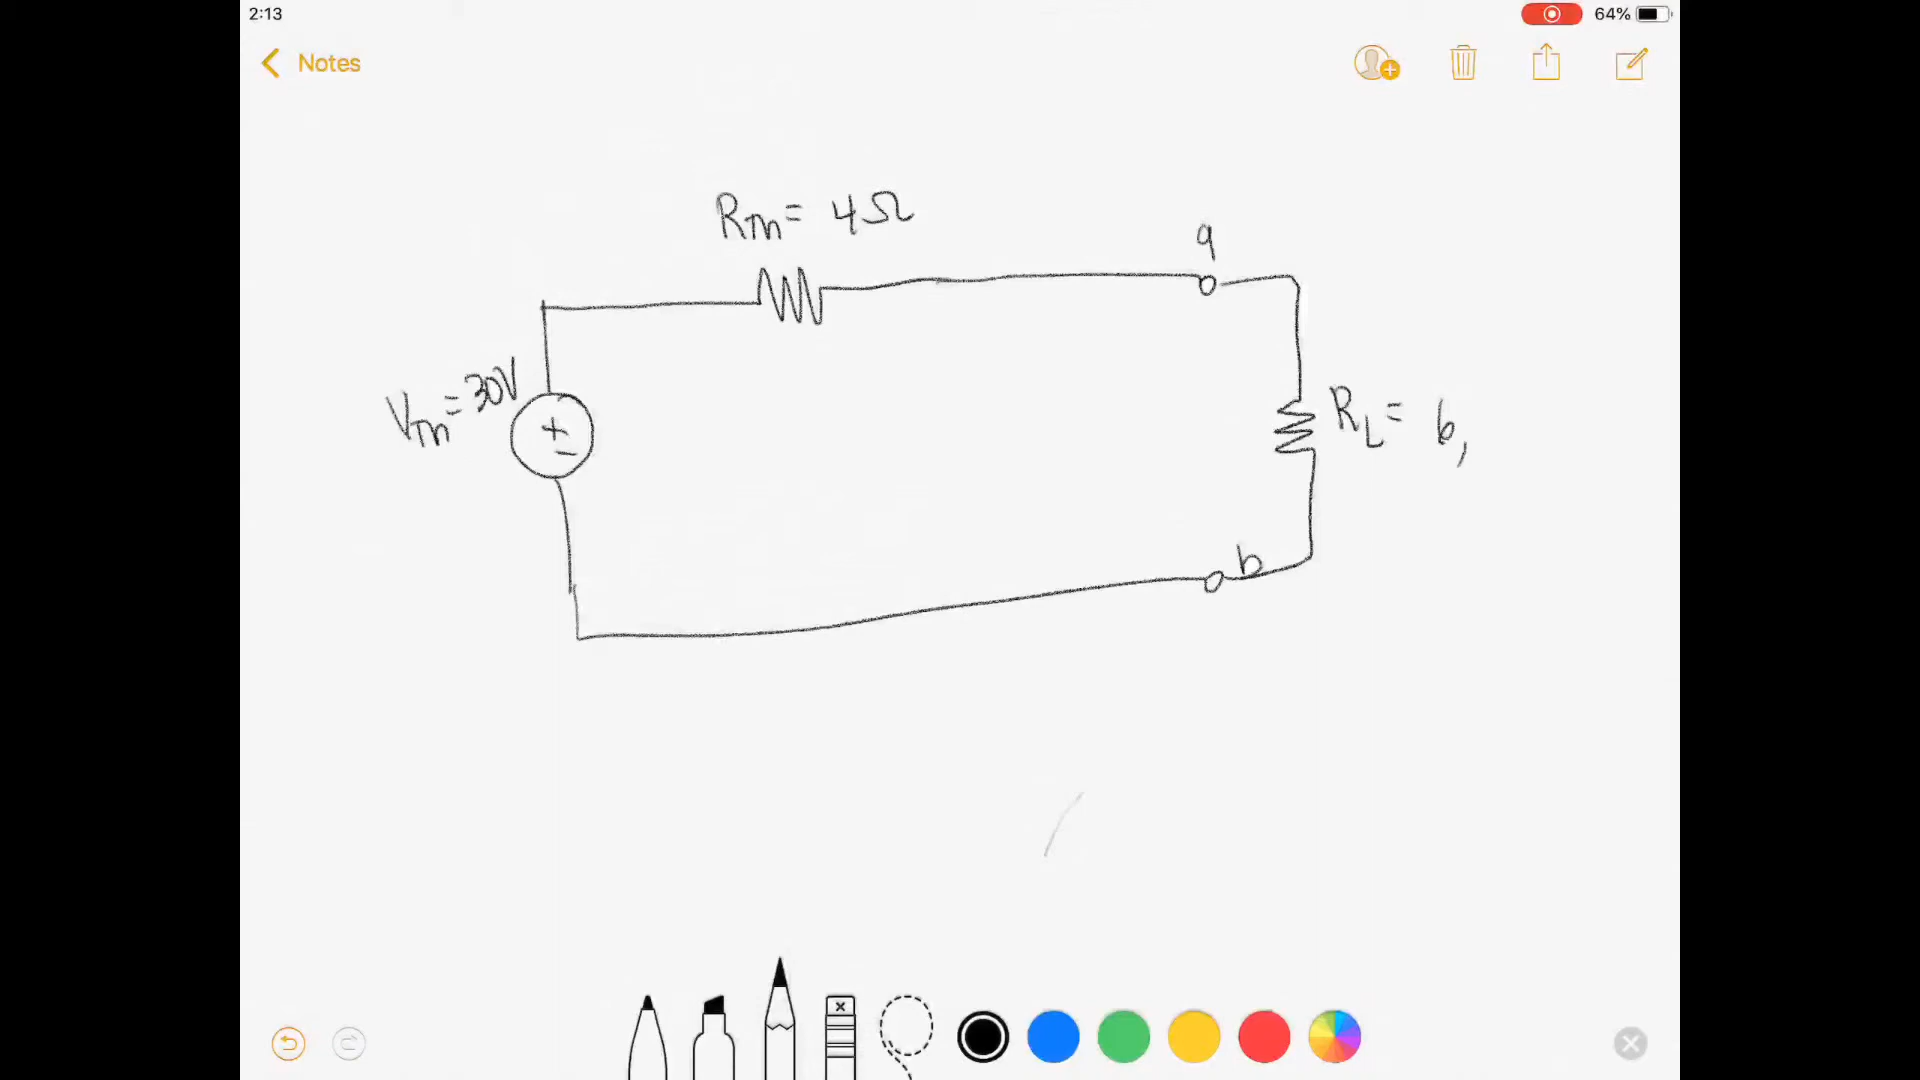 2:13
64%
Notes
RTh = 4Ω
a
VTh = 30V
+
−
RL = 6,
b